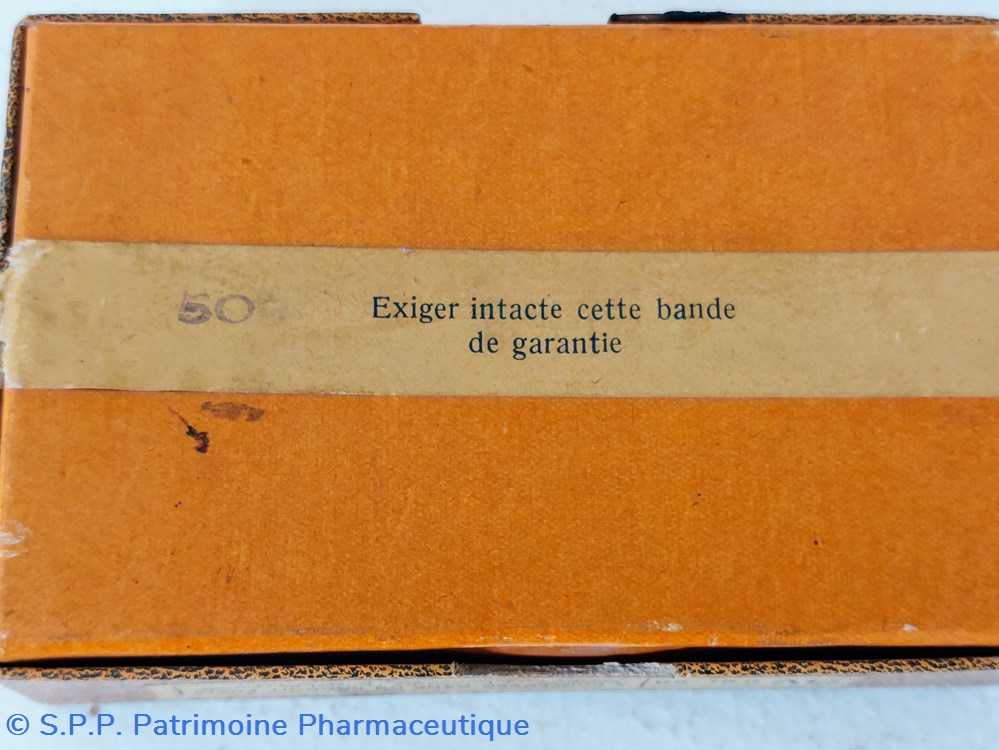 50
Exiger intacte cette bande
de garantie
© S.P.P. Patrimoine Pharmaceutique